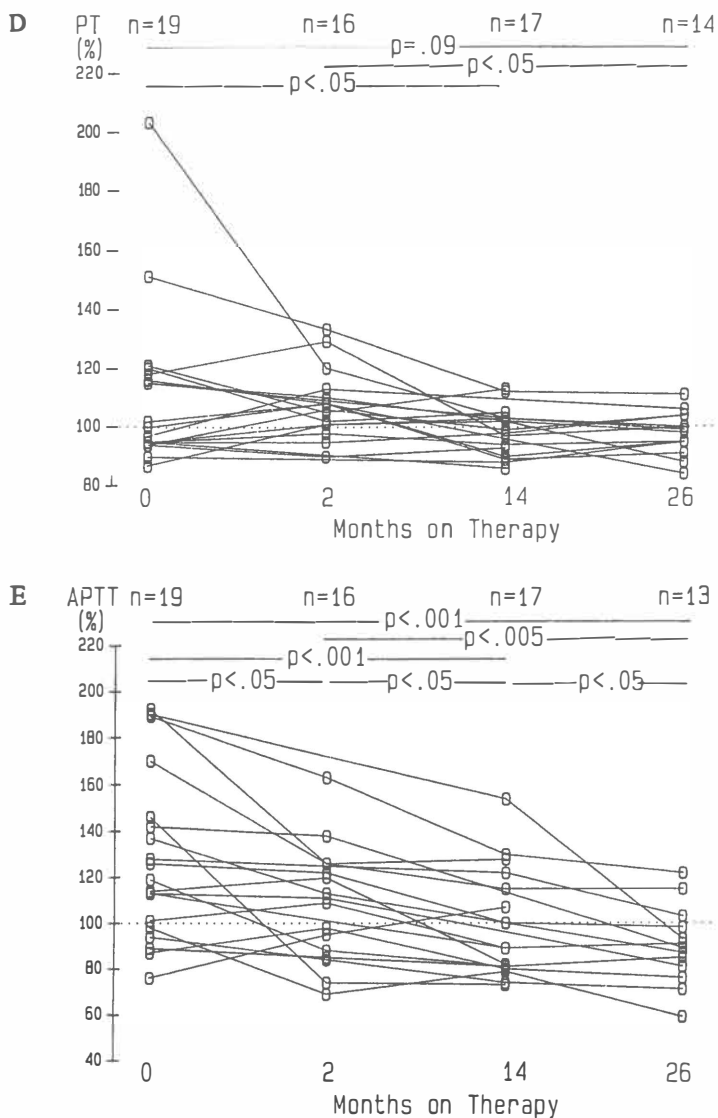 D PT n=19 n=16 n=17 n=14
(%) p=.09
220 p<.05
p<.05
200
180
160
140
120
100
80
0 2 14 26
Months on Therapy
E APTT n=19 n=16 n=17 n=13
(%) p<.001
220 p<.005
p<.001
200 p<.05 p<.05 p<.05
180
160
140
120
100
80
60
40
0 2 14 26
Months on Therapy